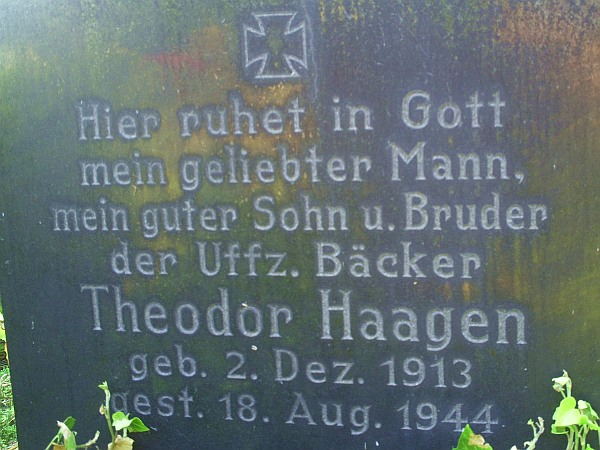 Hier ruhet in Gott
mein geliebter Mann,
mein guter Sohn u. Bruder
der Uffz. Bäcker
Theodor Haagen
geb. 2. Dez. 1913
gest. 18. Aug. 1944